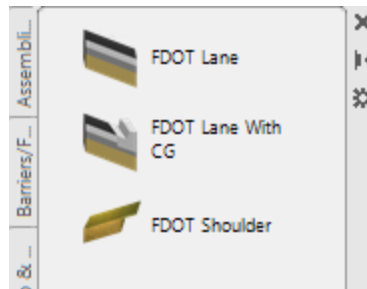 Assembli...
FDOT Lane
FDOT Lane With
CG
Barriers/F...
FDOT Shoulder
& ...